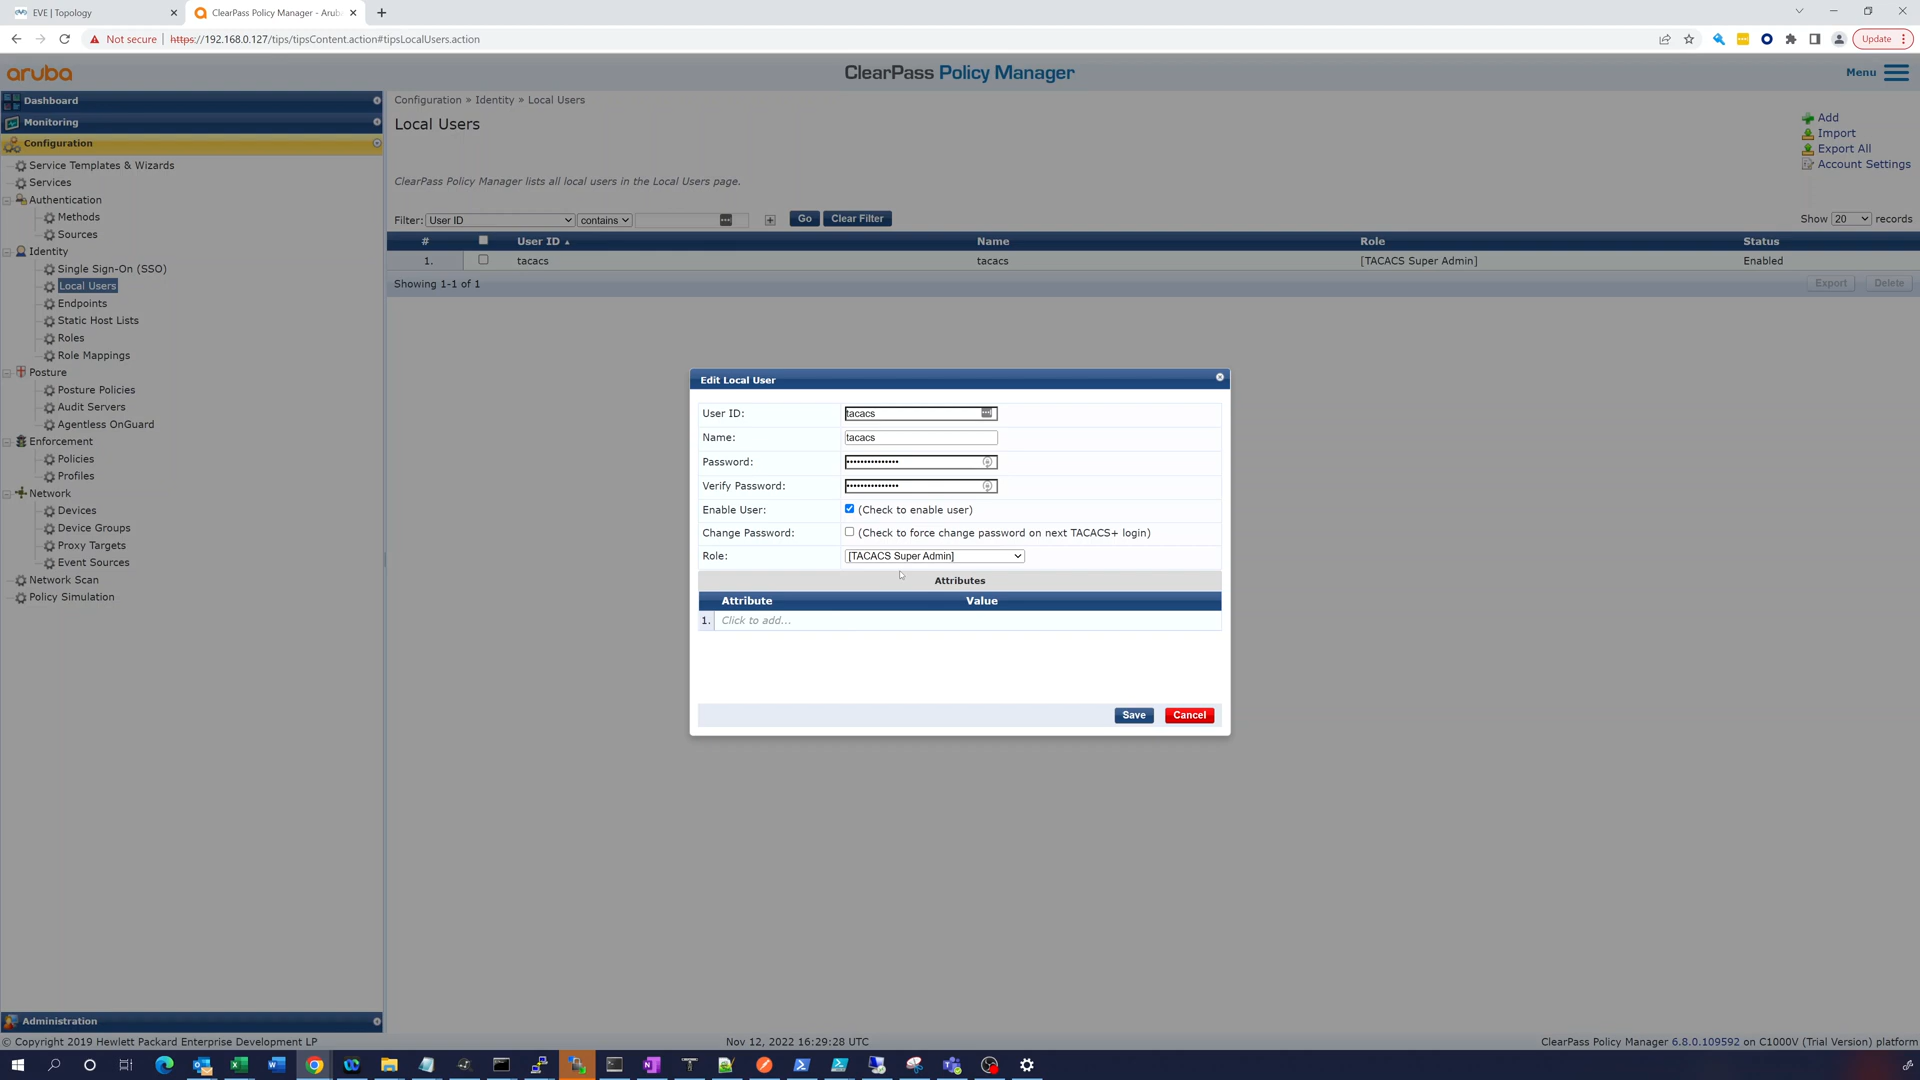 EVE | Topology
ClearPass Policy Manager - Arub
Not secure
https://192.168.0.127/tips/tipsContent.action#tipsLocalUsers.action
Update
aruba
ClearPass Policy Manager
Menu
Dashboard
Monitoring
Configuration
Service Templates & Wizards
Services
Authentication
Methods
Sources
Identity
Single Sign-On (SSO)
Local Users
Endpoints
Static Host Lists
Roles
Role Mappings
Posture
Posture Policies
Audit Servers
Agentless OnGuard
Enforcement
Policies
Profiles
Network
Devices
Device Groups
Proxy Targets
Event Sources
Network Scan
Policy Simulation
Administration
Configuration » Identity » Local Users
Local Users
Add
Import
Export All
Account Settings
ClearPass Policy Manager lists all local users in the Local Users page.
Filter: User ID contains Go Clear Filter Show 20 records
# User ID Name Role Status
1. tacacs tacacs [TACACS Super Admin] Enabled
Showing 1-1 of 1 Export Delete
Edit Local User
User ID: tacacs
Name: tacacs
Password: •••••••••••••••
Verify Password: •••••••••••••••
Enable User: (Check to enable user)
Change Password: (Check to force change password on next TACACS+ login)
Role: [TACACS Super Admin]
Attributes
Attribute Value
1. Click to add...
Save Cancel
© Copyright 2019 Hewlett Packard Enterprise Development LP Nov 12, 2022 16:29:28 UTC ClearPass Policy Manager 6.8.0.109592 on C1000V (Trial Version) platform